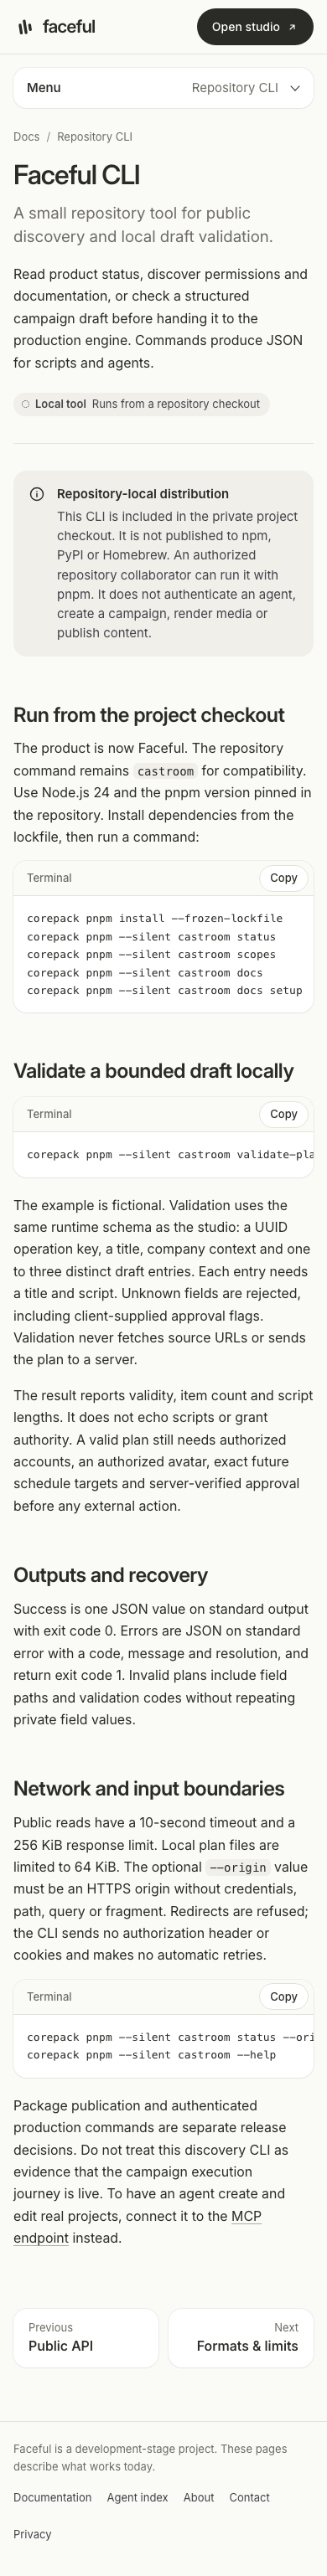 faceful
Open studio
Menu
Repository CLI
Docs / Repository CLI
Faceful CLI
A small repository tool for public
discovery and local draft validation.
Read product status, discover permissions and
documentation, or check a structured
campaign draft before handing it to the
production engine. Commands produce JSON
for scripts and agents.
Local tool Runs from a repository checkout
Repository-local distribution
This CLI is included in the private project
checkout. It is not published to npm,
PyPI or Homebrew. An authorized
repository collaborator can run it with
pnpm. It does not authenticate an agent,
create a campaign, render media or
publish content.
Run from the project checkout
The product is now Faceful. The repository
command remains castroom for compatibility.
Use Node.js 24 and the pnpm version pinned in
the repository. Install dependencies from the
lockfile, then run a command:
Terminal
Copy
corepack pnpm install --frozen-lockfile
corepack pnpm --silent castroom status
corepack pnpm --silent castroom scopes
corepack pnpm --silent castroom docs
corepack pnpm --silent castroom docs setup
Validate a bounded draft locally
Terminal
Copy
corepack pnpm --silent castroom validate-pla
The example is fictional. Validation uses the
same runtime schema as the studio: a UUID
operation key, a title, company context and one
to three distinct draft entries. Each entry needs
a title and script. Unknown fields are rejected,
including client-supplied approval flags.
Validation never fetches source URLs or sends
the plan to a server.
The result reports validity, item count and script
lengths. It does not echo scripts or grant
authority. A valid plan still needs authorized
accounts, an authorized avatar, exact future
schedule targets and server-verified approval
before any external action.
Outputs and recovery
Success is one JSON value on standard output
with exit code 0. Errors are JSON on standard
error with a code, message and resolution, and
return exit code 1. Invalid plans include field
paths and validation codes without repeating
private field values.
Network and input boundaries
Public reads have a 10-second timeout and a
256 KiB response limit. Local plan files are
limited to 64 KiB. The optional --origin value
must be an HTTPS origin without credentials,
path, query or fragment. Redirects are refused;
the CLI sends no authorization header or
cookies and makes no automatic retries.
Terminal
Copy
corepack pnpm --silent castroom status --ori
corepack pnpm --silent castroom --help
Package publication and authenticated
production commands are separate release
decisions. Do not treat this discovery CLI as
evidence that the campaign execution
journey is live. To have an agent create and
edit real projects, connect it to the MCP
endpoint instead.
Previous
Public API
Next
Formats & limits
Faceful is a development-stage project. These pages
describe what works today.
Documentation Agent index About Contact
Privacy